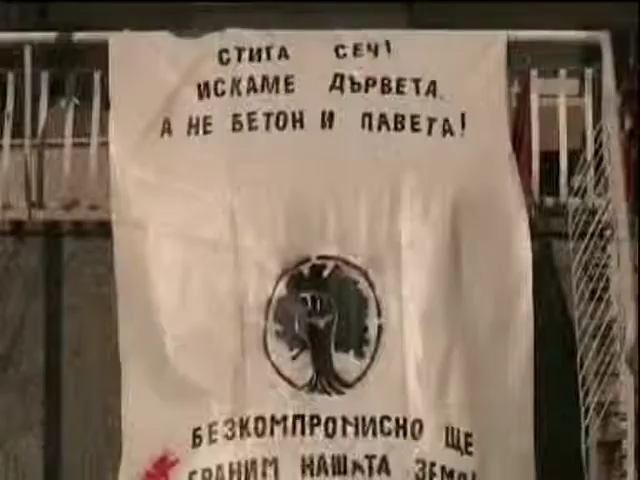 СТИГА СЕЧ!
ИСКАМЕ ДЪРВЕТА
А НЕ БЕТОН И ПАВЕТА!
БЕЗКОМПРОМИСНО ЩЕ
БРАНИМ НАШАТА ЗЕМЯ!